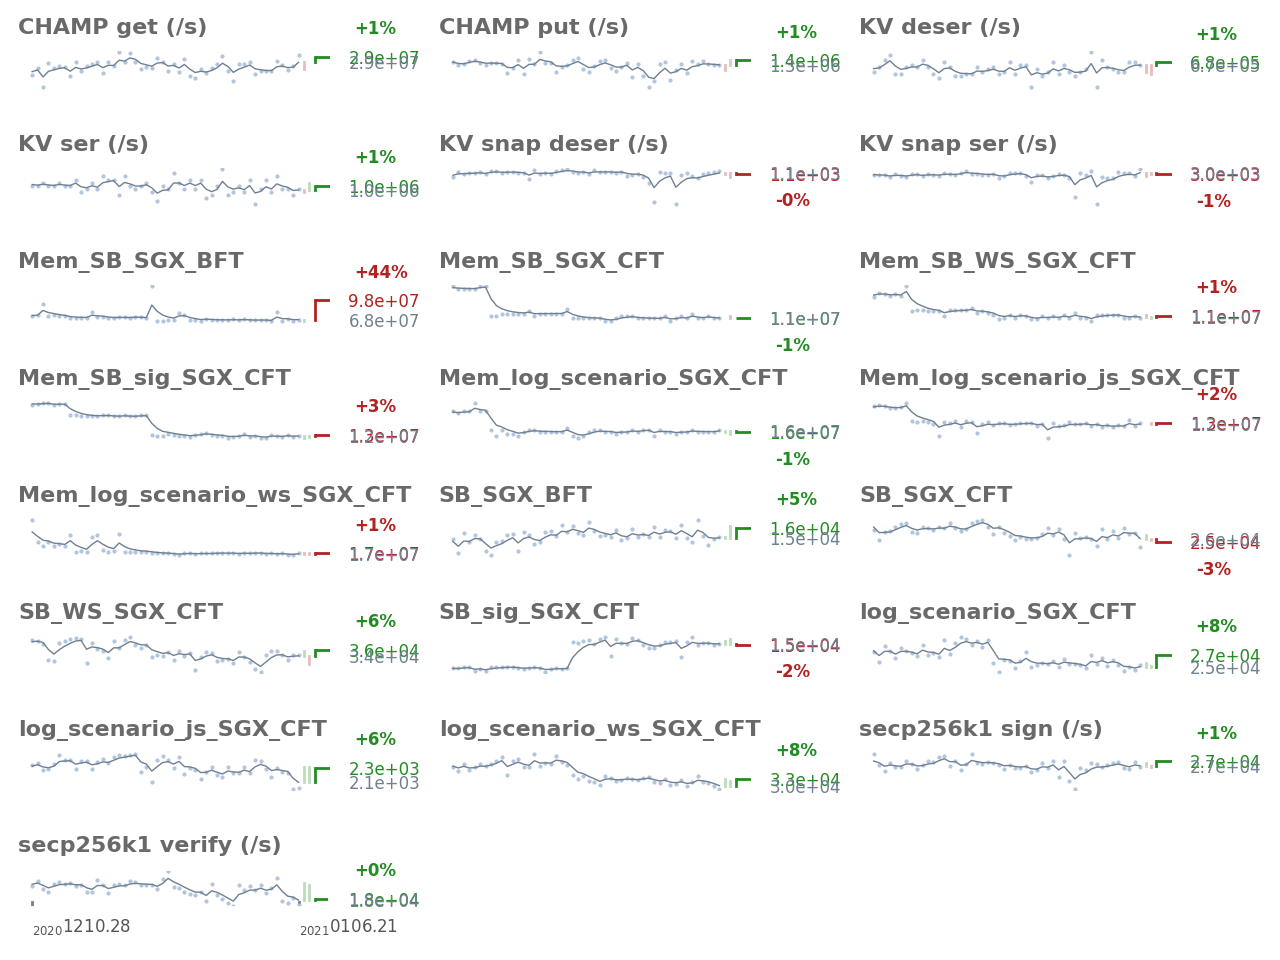 CHAMP get (/s)
+1%
2.9e+07
2.9e+07
CHAMP put (/s)
+1%
1.4e+06
1.3e+06
KV deser (/s)
+1%
6.8e+05
6.7e+05
KV ser (/s)
+1%
1.0e+06
1.0e+06
KV snap deser (/s)
1.1e+03
1.1e+03
-0%
KV snap ser (/s)
3.0e+03
3.0e+03
-1%
Mem_SB_SGX_BFT
+44%
9.8e+07
6.8e+07
Mem_SB_SGX_CFT
1.1e+07
1.1e+07
-1%
Mem_SB_WS_SGX_CFT
+1%
1.1e+07
1.1e+07
Mem_SB_sig_SGX_CFT
+3%
1.2e+07
Mem_log_scenario_SGX_CFT
1.6e+07
1.6e+07
-1%
Mem_log_scenario_js_SGX_CFT
+2%
1.2e+07
Mem_log_scenario_ws_SGX_CFT
+1%
1.7e+07
1.7e+07
SB_SGX_BFT
+5%
1.6e+04
1.5e+04
SB_SGX_CFT
2.6e+04
2.5e+04
-3%
SB_WS_SGX_CFT
+6%
3.6e+04
3.4e+04
SB_sig_SGX_CFT
1.5e+04
1.5e+04
-2%
log_scenario_SGX_CFT
+8%
2.7e+04
2.5e+04
log_scenario_js_SGX_CFT
+6%
2.3e+03
2.1e+03
log_scenario_ws_SGX_CFT
+8%
3.3e+04
3.0e+04
secp256k1 sign (/s)
+1%
2.7e+04
2.7e+04
secp256k1 verify (/s)
+0%
1.8e+04
1.8e+04
2020 1210.28
2021 0106.21